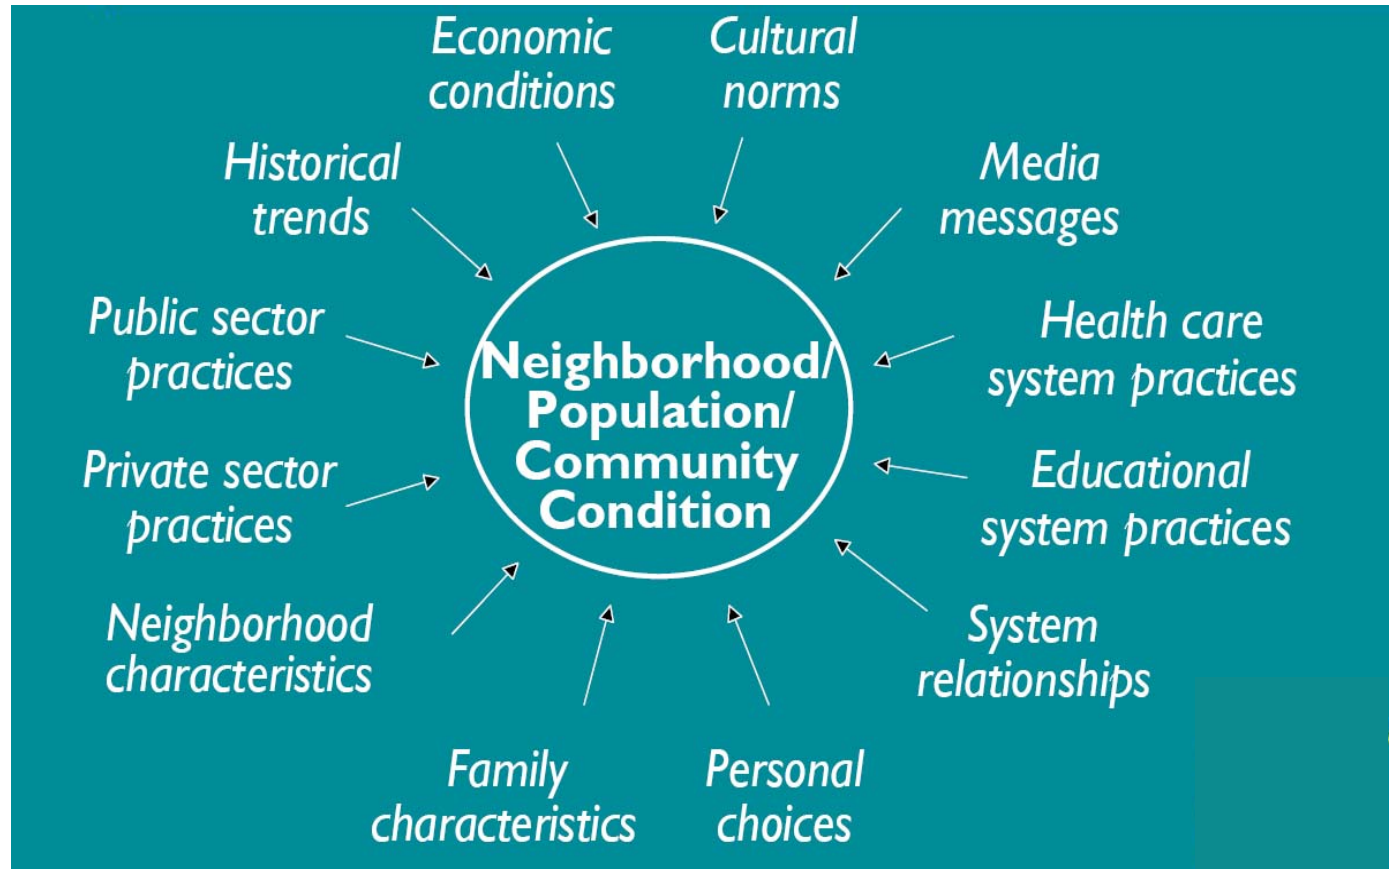 Economic
conditions
Cultural
norms
Historical
trends
Media
messages
Public sector
practices
Health care
system practices
Neighborhood/
Population/
Community
Condition
Private sector
practices
Educational
system practices
Neighborhood
characteristics
System
relationships
Family
characteristics
Personal
choices